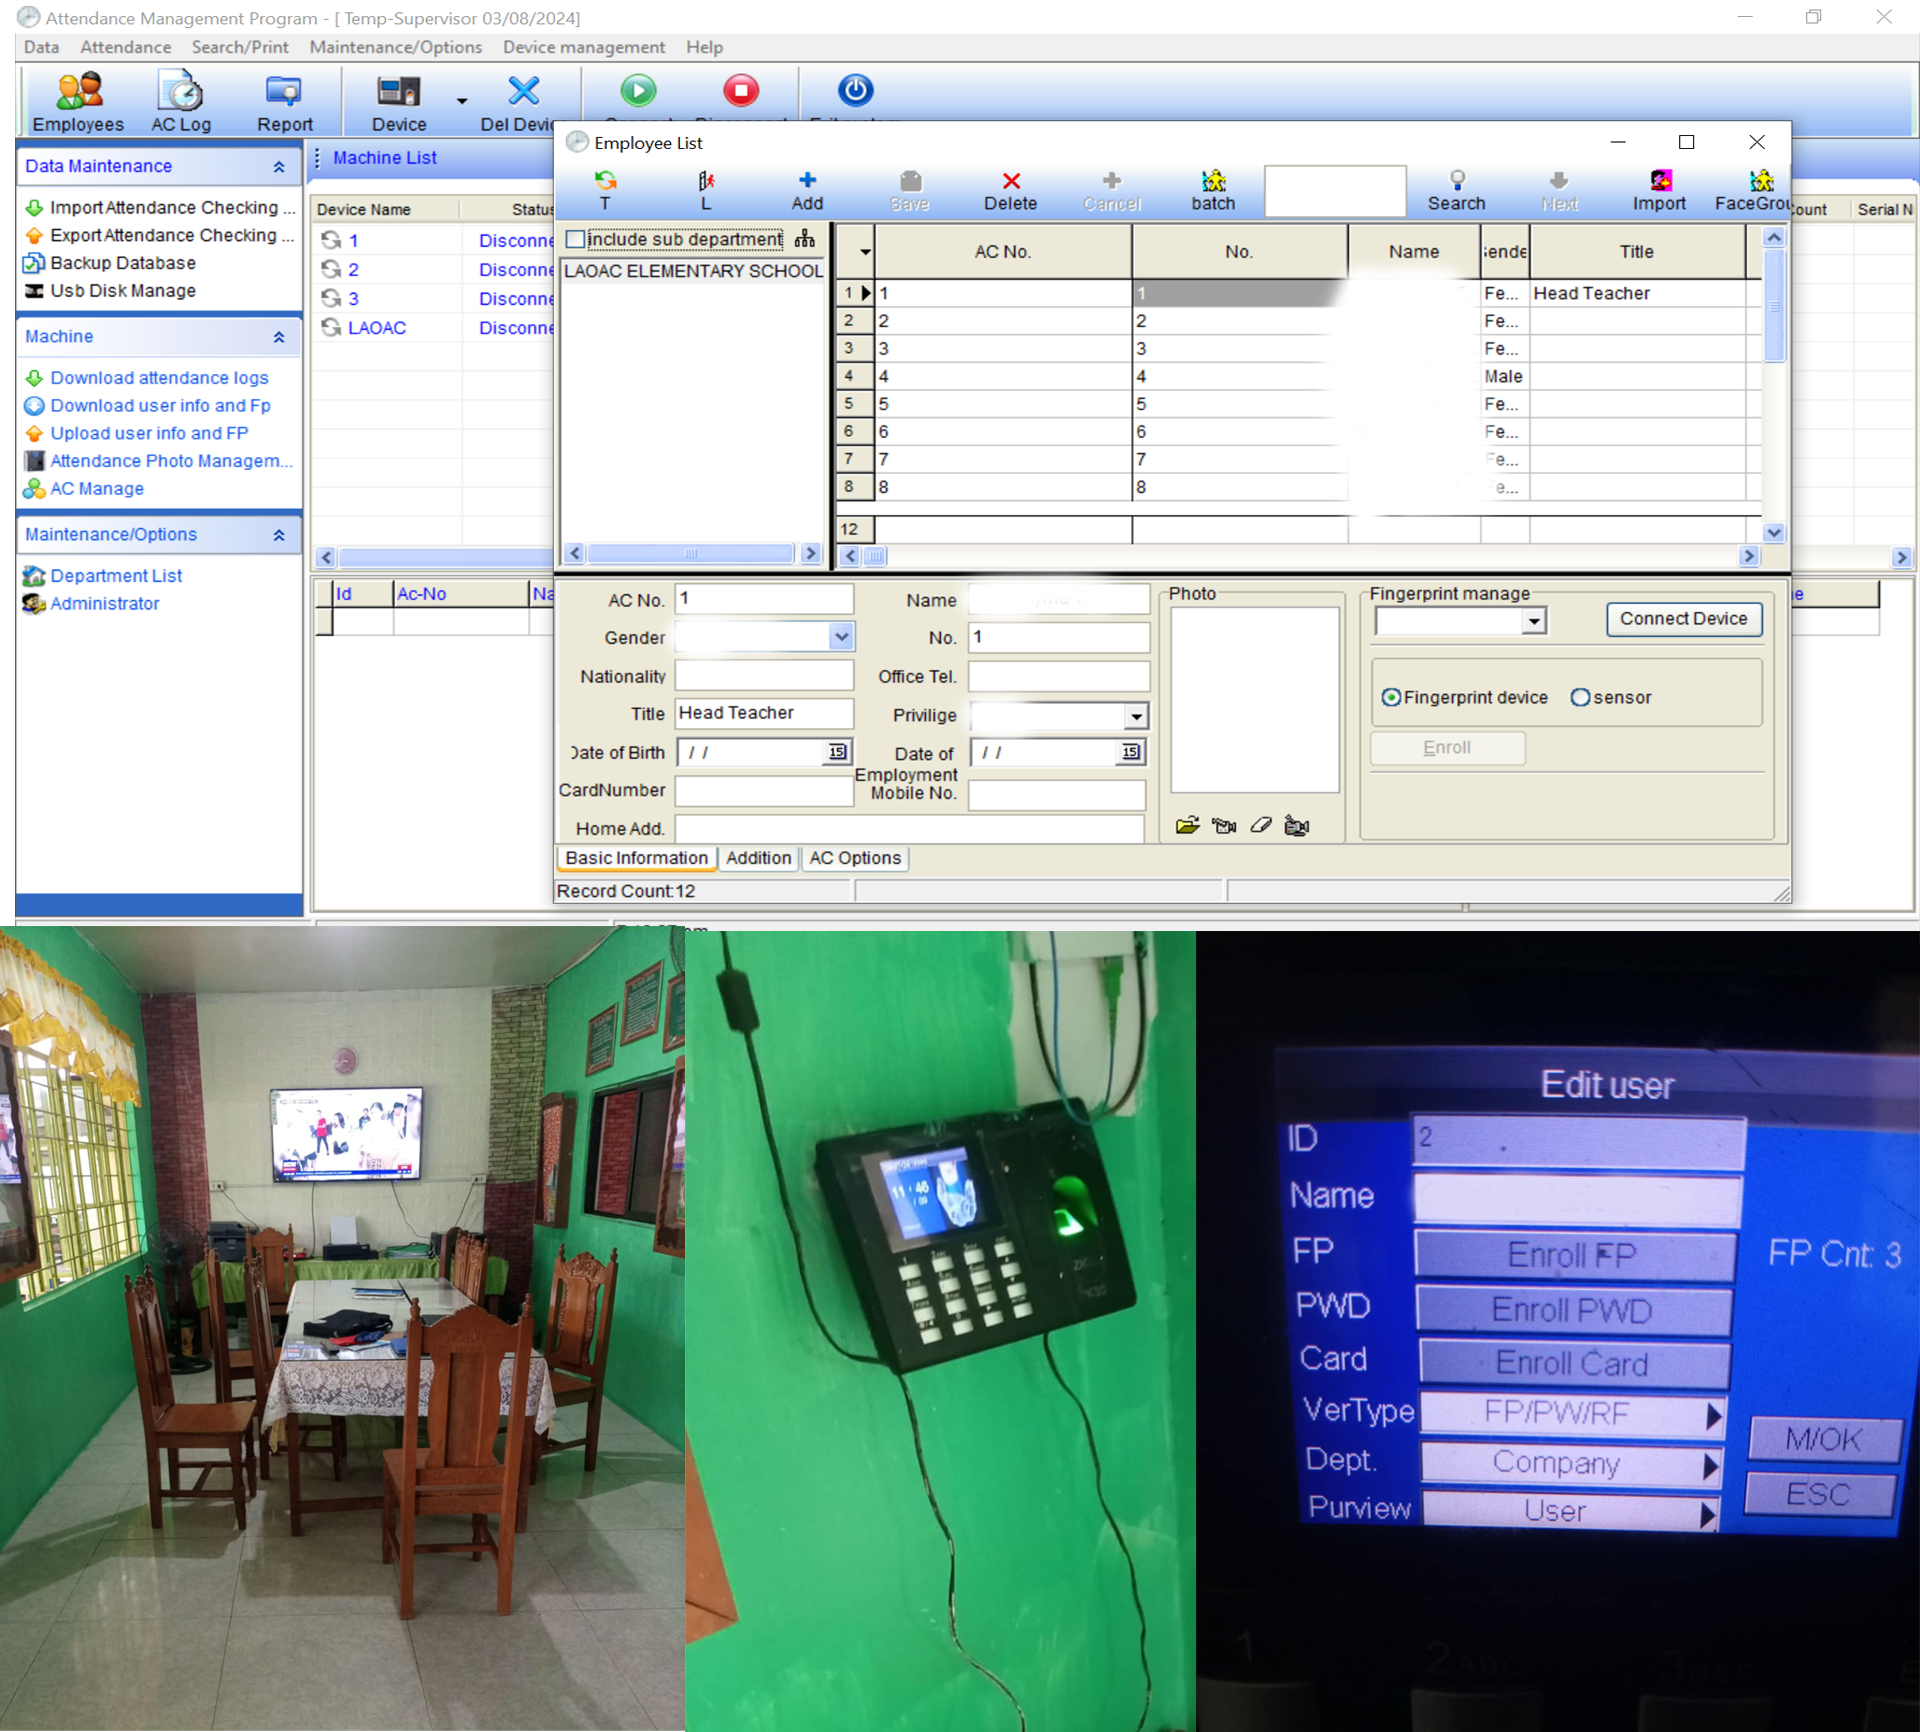 Attendance Management Program - [ Temp-Supervisor 03/08/2024]
Data Attendance Search/Print Maintenance/Options Device management Help
Employees AC Log Report Device Del Devic
Employee List
T L Add Save Delete Cancel batch Search Next Import FaceGrou
Data Maintenance
Import Attendance Checking ...
Export Attendance Checking ...
Backup Database
Usb Disk Manage
Machine
Download attendance logs
Download user info and Fp
Upload user info and FP
Attendance Photo Managem...
AC Manage
Maintenance/Options
Department List
Administrator
Machine List
Device Name Status
1 Disconne
2 Disconne
3 Disconne
LAOAC Disconne
Id Ac-No Na
ount Serial N
include sub department
LAOAC ELEMENTARY SCHOOL
AC No. No. Name ende Title
1 1 1 Fe... Head Teacher
2 2 2 Fe...
3 3 3 Fe...
4 4 4 Male
5 5 5 Fe...
6 6 6 Fe...
7 7 7 Fe...
8 8 8 Fe...
12
AC No. 1 Name
Gender No. 1
Nationality Office Tel.
Title Head Teacher Privilige
Date of Birth / / 15 Date of Employment / / 15
CardNumber Mobile No.
Home Add.
Photo
Fingerprint manage
Connect Device
Fingerprint device sensor
Enroll
Basic Information Addition AC Options
Record Count:12
11:46
Edit user
ID 2
Name
FP Enroll FP FP Cnt: 3
PWD Enroll PWD
Card Enroll Card
VerType FP/PW/RF M/OK
Dept. Company
ESC
Purview User
1 2ABC